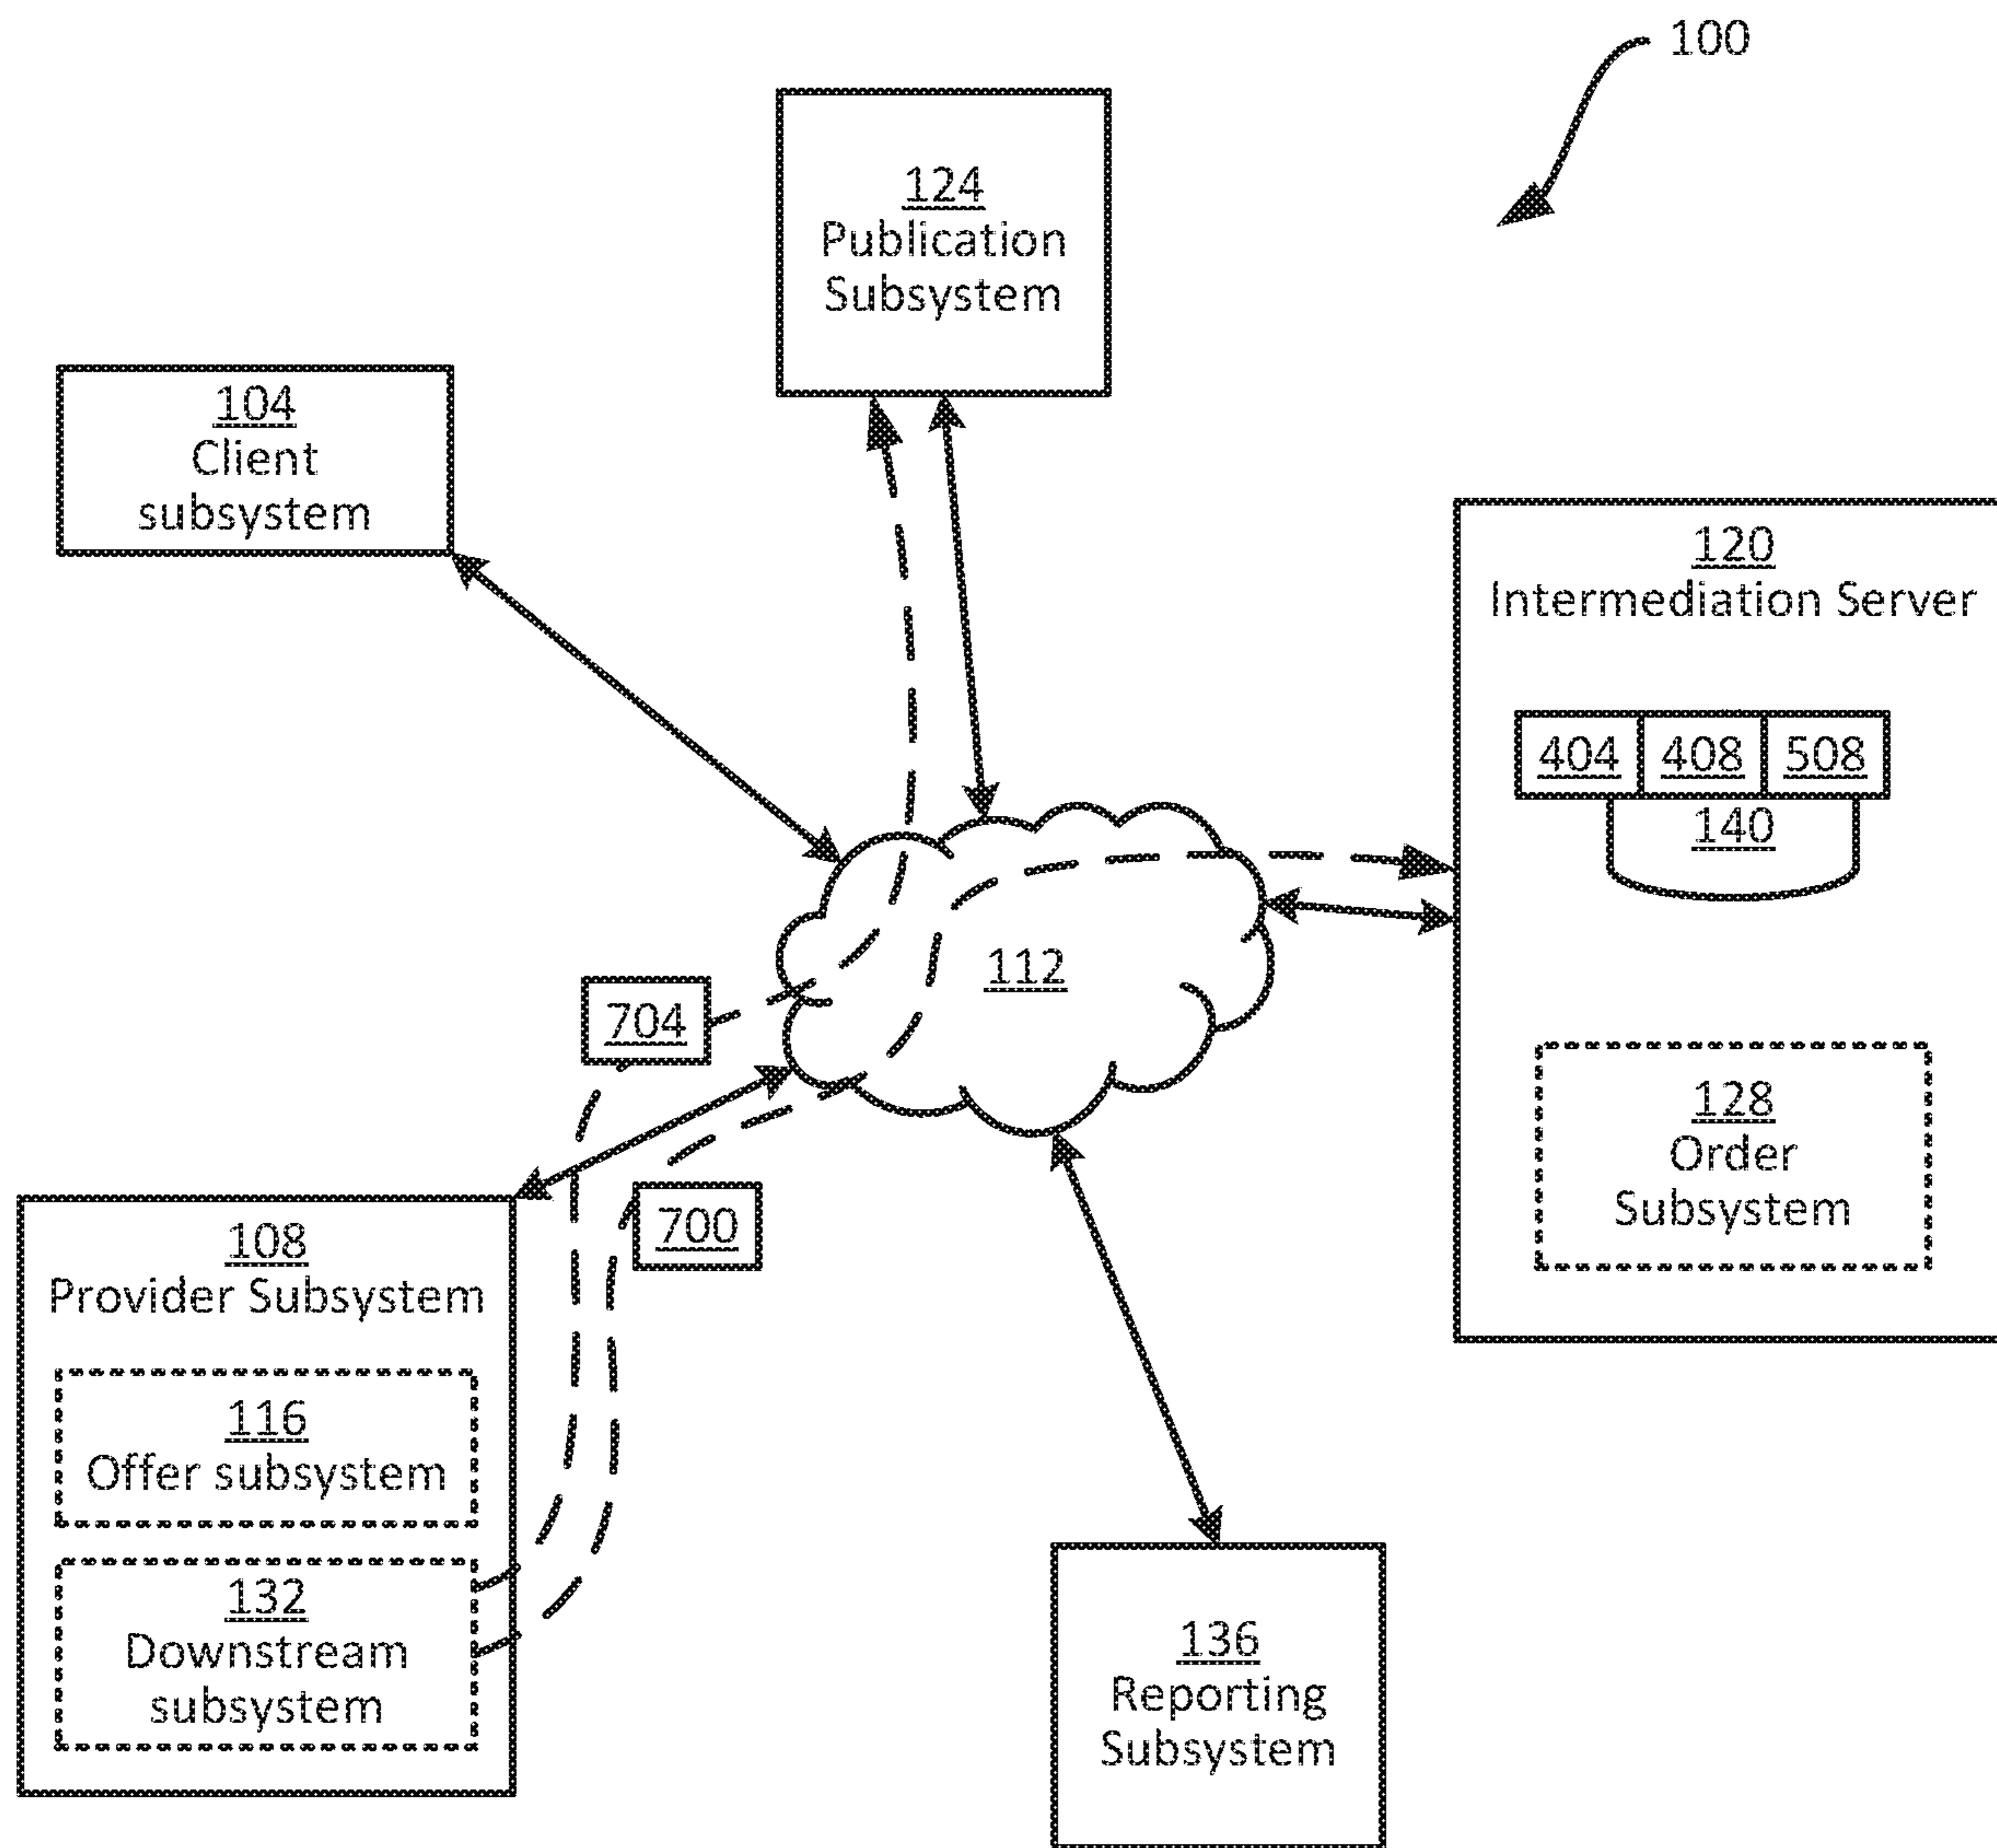 100
124
Publication
Subsystem
104
Client
subsystem
120
Intermediation Server
404 408 508
140
112
704
128
Order
Subsystem
700
108
Provider Subsystem
116
Offer subsystem
132
Downstream
subsystem
136
Reporting
Subsystem